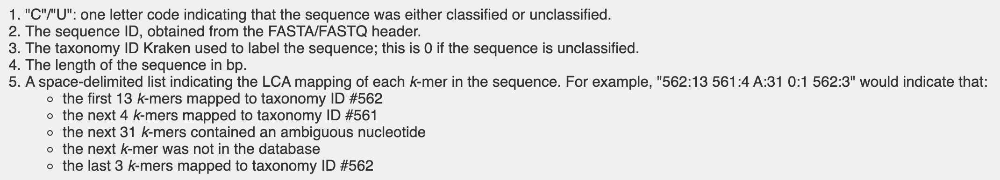 1. "C"/"U": one letter code indicating that the sequence was either classified or unclassified.
2. The sequence ID, obtained from the FASTA/FASTQ header.
3. The taxonomy ID Kraken used to label the sequence; this is 0 if the sequence is unclassified.
4. The length of the sequence in bp.
5. A space-delimited list indicating the LCA mapping of each k-mer in the sequence. For example, "562:13 561:4 A:31 0:1 562:3" would indicate that:
◦ the first 13 k-mers mapped to taxonomy ID #562
◦ the next 4 k-mers mapped to taxonomy ID #561
◦ the next 31 k-mers contained an ambiguous nucleotide
◦ the next k-mer was not in the database
◦ the last 3 k-mers mapped to taxonomy ID #562